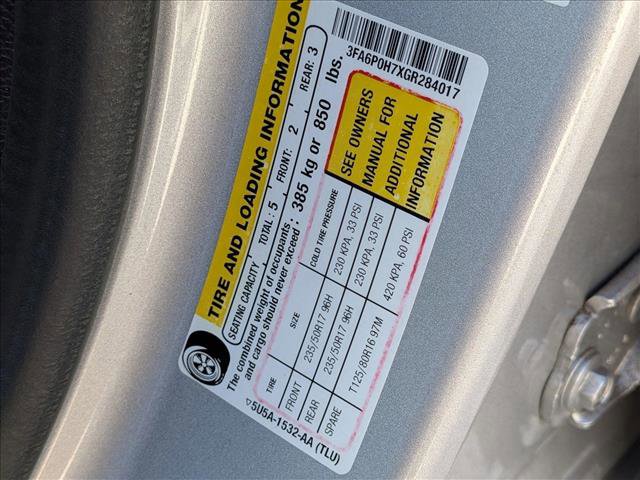 3FA6P0H7XGR284017
TIRE AND LOADING INFORMATION
SEATING CAPACITY TOTAL: 5 FRONT: 2 REAR: 3
The combined weight of occupants and cargo should never exceed: 385 kg or 850 lbs.
TIRE SIZE COLD TIRE PRESSURE
FRONT 235/50R17 96H 230 KPA, 33 PSI
REAR 235/50R17 96H 230 KPA, 33 PSI
SPARE T125/80R16 97M 420 KPA, 60 PSI
SEE OWNERS
MANUAL FOR
ADDITIONAL
INFORMATION
5U5A-1532-AA (TLU)